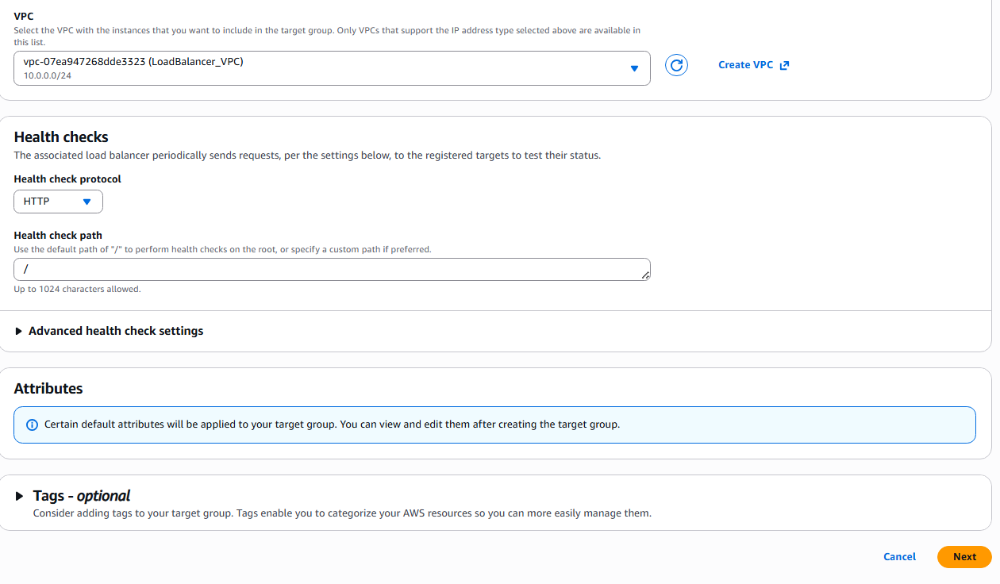 VPC
Select the VPC with the instances that you want to include in the target group. Only VPCs that support the IP address type selected above are available in
this list.
vpc-07ea947268dde3323 (LoadBalancer_VPC)
10.0.0.0/24
Create VPC
Health checks
The associated load balancer periodically sends requests, per the settings below, to the registered targets to test their status.
Health check protocol
HTTP
Health check path
Use the default path of "/" to perform health checks on the root, or specify a custom path if preferred.
/
Up to 1024 characters allowed.
Advanced health check settings
Attributes
Certain default attributes will be applied to your target group. You can view and edit them after creating the target group.
Tags - optional
Consider adding tags to your target group. Tags enable you to categorize your AWS resources so you can more easily manage them.
Cancel
Next